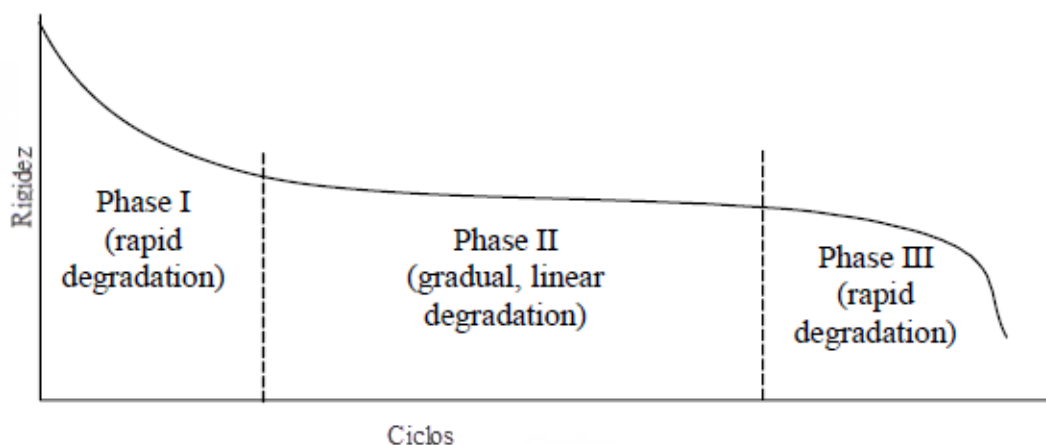 Rigidez
Phase I
(rapid
degradation)
Phase II
(gradual, linear
degradation)
Phase III
(rapid
degradation)
Ciclos